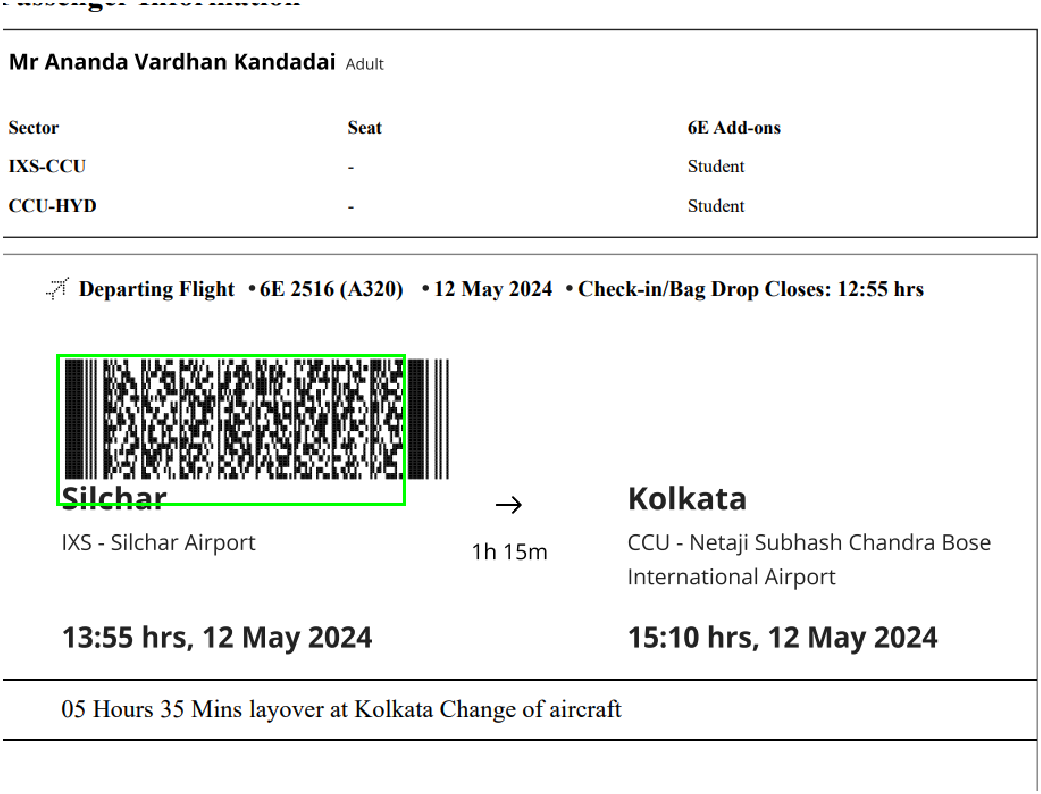 Passenger Information
Mr Ananda Vardhan Kandadai Adult
Sector Seat 6E Add-ons
IXS-CCU - Student
CCU-HYD - Student
Departing Flight • 6E 2516 (A320) • 12 May 2024 • Check-in/Bag Drop Closes: 12:55 hrs
Silchar → Kolkata
IXS - Silchar Airport 1h 15m CCU - Netaji Subhash Chandra Bose
International Airport
13:55 hrs, 12 May 2024 15:10 hrs, 12 May 2024
05 Hours 35 Mins layover at Kolkata Change of aircraft